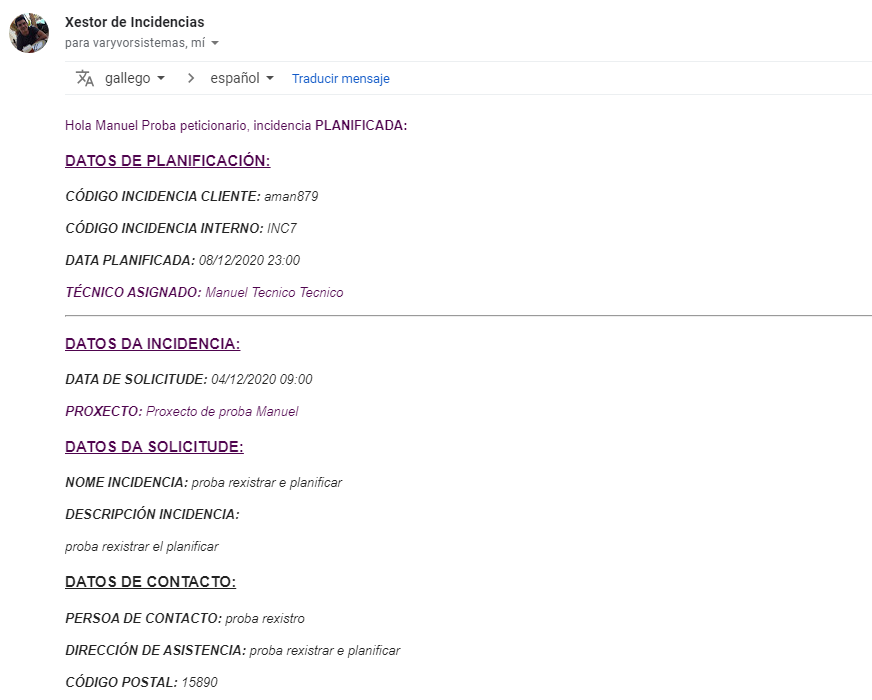 Xestor de Incidencias
para varyvorsistemas, mí
gallego > español Traducir mensaje
Hola Manuel Proba peticionario, incidencia PLANIFICADA:
DATOS DE PLANIFICACIÓN:
CÓDIGO INCIDENCIA CLIENTE: aman879
CÓDIGO INCIDENCIA INTERNO: INC7
DATA PLANIFICADA: 08/12/2020 23:00
TÉCNICO ASIGNADO: Manuel Tecnico Tecnico
DATOS DA INCIDENCIA:
DATA DE SOLICITUDE: 04/12/2020 09:00
PROXECTO: Proxecto de proba Manuel
DATOS DA SOLICITUDE:
NOME INCIDENCIA: proba rexistrar e planificar
DESCRIPCIÓN INCIDENCIA:
proba rexistrar el planificar
DATOS DE CONTACTO:
PERSOA DE CONTACTO: proba rexistro
DIRECCIÓN DE ASISTENCIA: proba rexistrar e planificar
CÓDIGO POSTAL: 15890